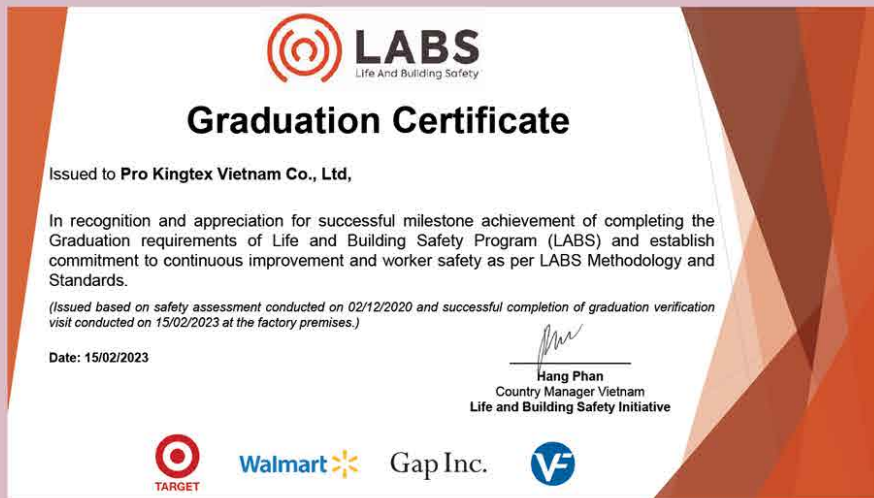 LABS
Life And Building Safety
Graduation Certificate
Issued to Pro Kingtex Vietnam Co., Ltd,
In recognition and appreciation for successful milestone achievement of completing the
Graduation requirements of Life and Building Safety Program (LABS) and establish
commitment to continuous improvement and worker safety as per LABS Methodology and
Standards.
(Issued based on safety assessment conducted on 02/12/2020 and successful completion of graduation verification
visit conducted on 15/02/2023 at the factory premises.)
Date: 15/02/2023
Hang Phan
Country Manager Vietnam
Life and Building Safety Initiative
TARGET
Walmart
Gap Inc.
VF